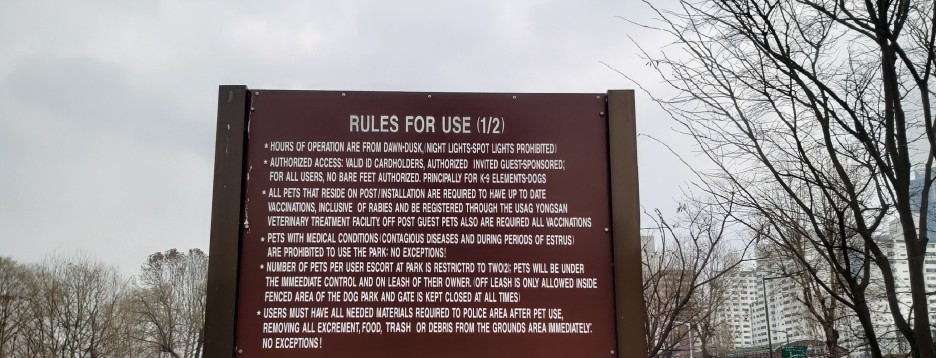 RULES FOR USE (1/2)
* HOURS OF OPERATION ARE FROM DAWN-DUSK, (NIGHT LIGHTS-SPOT LIGHTS PROHIBITED)
* AUTHORIZED ACCESS: VALID ID CARDHOLDERS, AUTHORIZED INVITED GUEST-SPONSORED;
FOR ALL USERS, NO BARE FEET AUTHORIZED. PRINCIPALLY FOR K-9 ELEMENTS-DOGS
* ALL PETS THAT RESIDE ON POST/INSTALLATION ARE REQUIRED TO HAVE UP TO DATE
VACCINATIONS, INCLUSIVE OF RABIES AND BE REGISTERED THROUGH THE USAG YONGSAN
VETERINARY TREATMENT FACILITY. OFF POST GUEST PETS ALSO ARE REQUIRED ALL VACCINATIONS
* PETS WITH MEDICAL CONDITIONS (CONTAGIOUS DISEASES AND DURING PERIODS OF ESTRUS)
ARE PROHIBITED TO USE THE PARK: NO EXCEPTIONS!
* NUMBER OF PETS PER USER ESCORT AT PARK IS RESTRICTRD TO TWO(2); PETS WILL BE UNDER
THE IMMEEDIATE CONTROL AND ON LEASH OF THEIR OWNER. (OFF LEASH IS ONLY ALLOWED INSIDE
FENCED AREA OF THE DOG PARK AND GATE IS KEPT CLOSED AT ALL TIMES)
* USERS MUST HAVE ALL NEEDED MATERIALS REQUIRED TO POLICE AREA AFTER PET USE,
REMOVING ALL EXCREMENT, FOOD, TRASH OR DEBRIS FROM THE GROUNDS AREA IMMEDIATELY.
NO EXCEPTIONS!